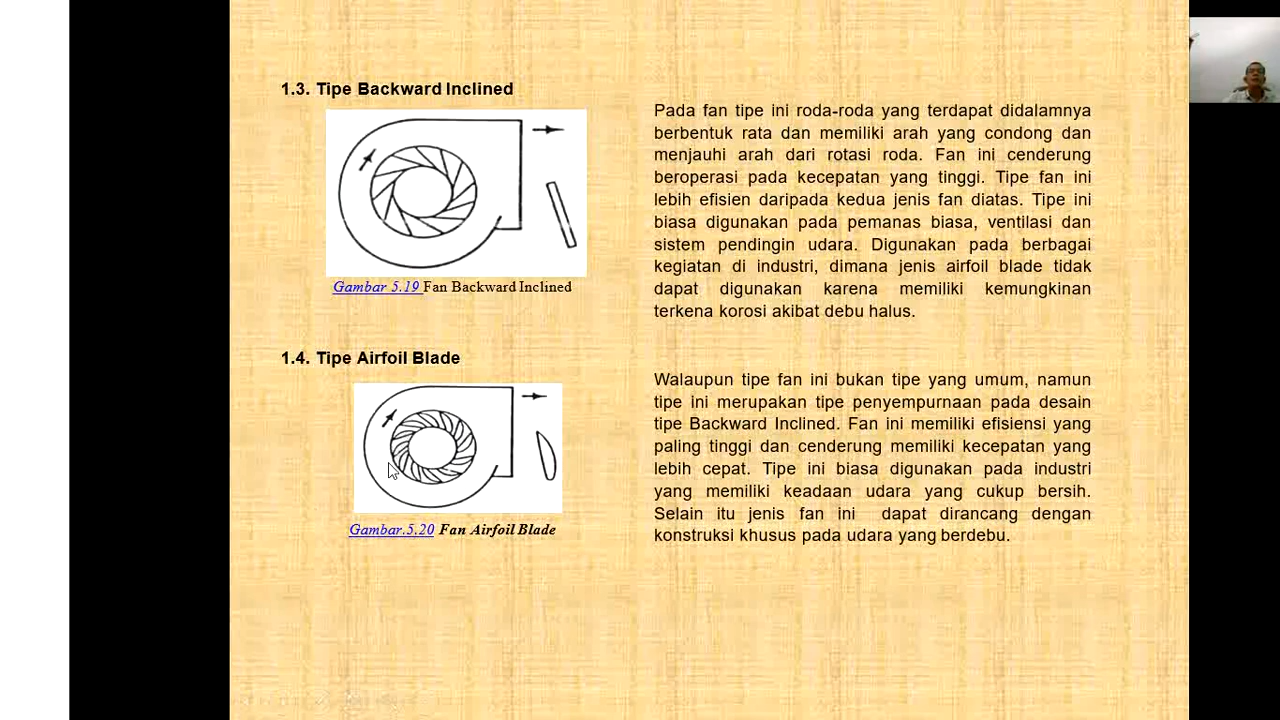 1.3. Tipe Backward Inclined
Gambar 5.19 Fan Backward Inclined
Pada fan tipe ini roda-roda yang terdapat didalamnya
berbentuk rata dan memiliki arah yang condong dan
menjauhi arah dari rotasi roda. Fan ini cenderung
beroperasi pada kecepatan yang tinggi. Tipe fan ini
lebih efisien daripada kedua jenis fan diatas. Tipe ini
biasa digunakan pada pemanas biasa, ventilasi dan
sistem pendingin udara. Digunakan pada berbagai
kegiatan di industri, dimana jenis airfoil blade tidak
dapat digunakan karena memiliki kemungkinan
terkena korosi akibat debu halus.
1.4. Tipe Airfoil Blade
Gambar.5.20 Fan Airfoil Blade
Walaupun tipe fan ini bukan tipe yang umum, namun
tipe ini merupakan tipe penyempurnaan pada desain
tipe Backward Inclined. Fan ini memiliki efisiensi yang
paling tinggi dan cenderung memiliki kecepatan yang
lebih cepat. Tipe ini biasa digunakan pada industri
yang memiliki keadaan udara yang cukup bersih.
Selain itu jenis fan ini dapat dirancang dengan
konstruksi khusus pada udara yang berdebu.